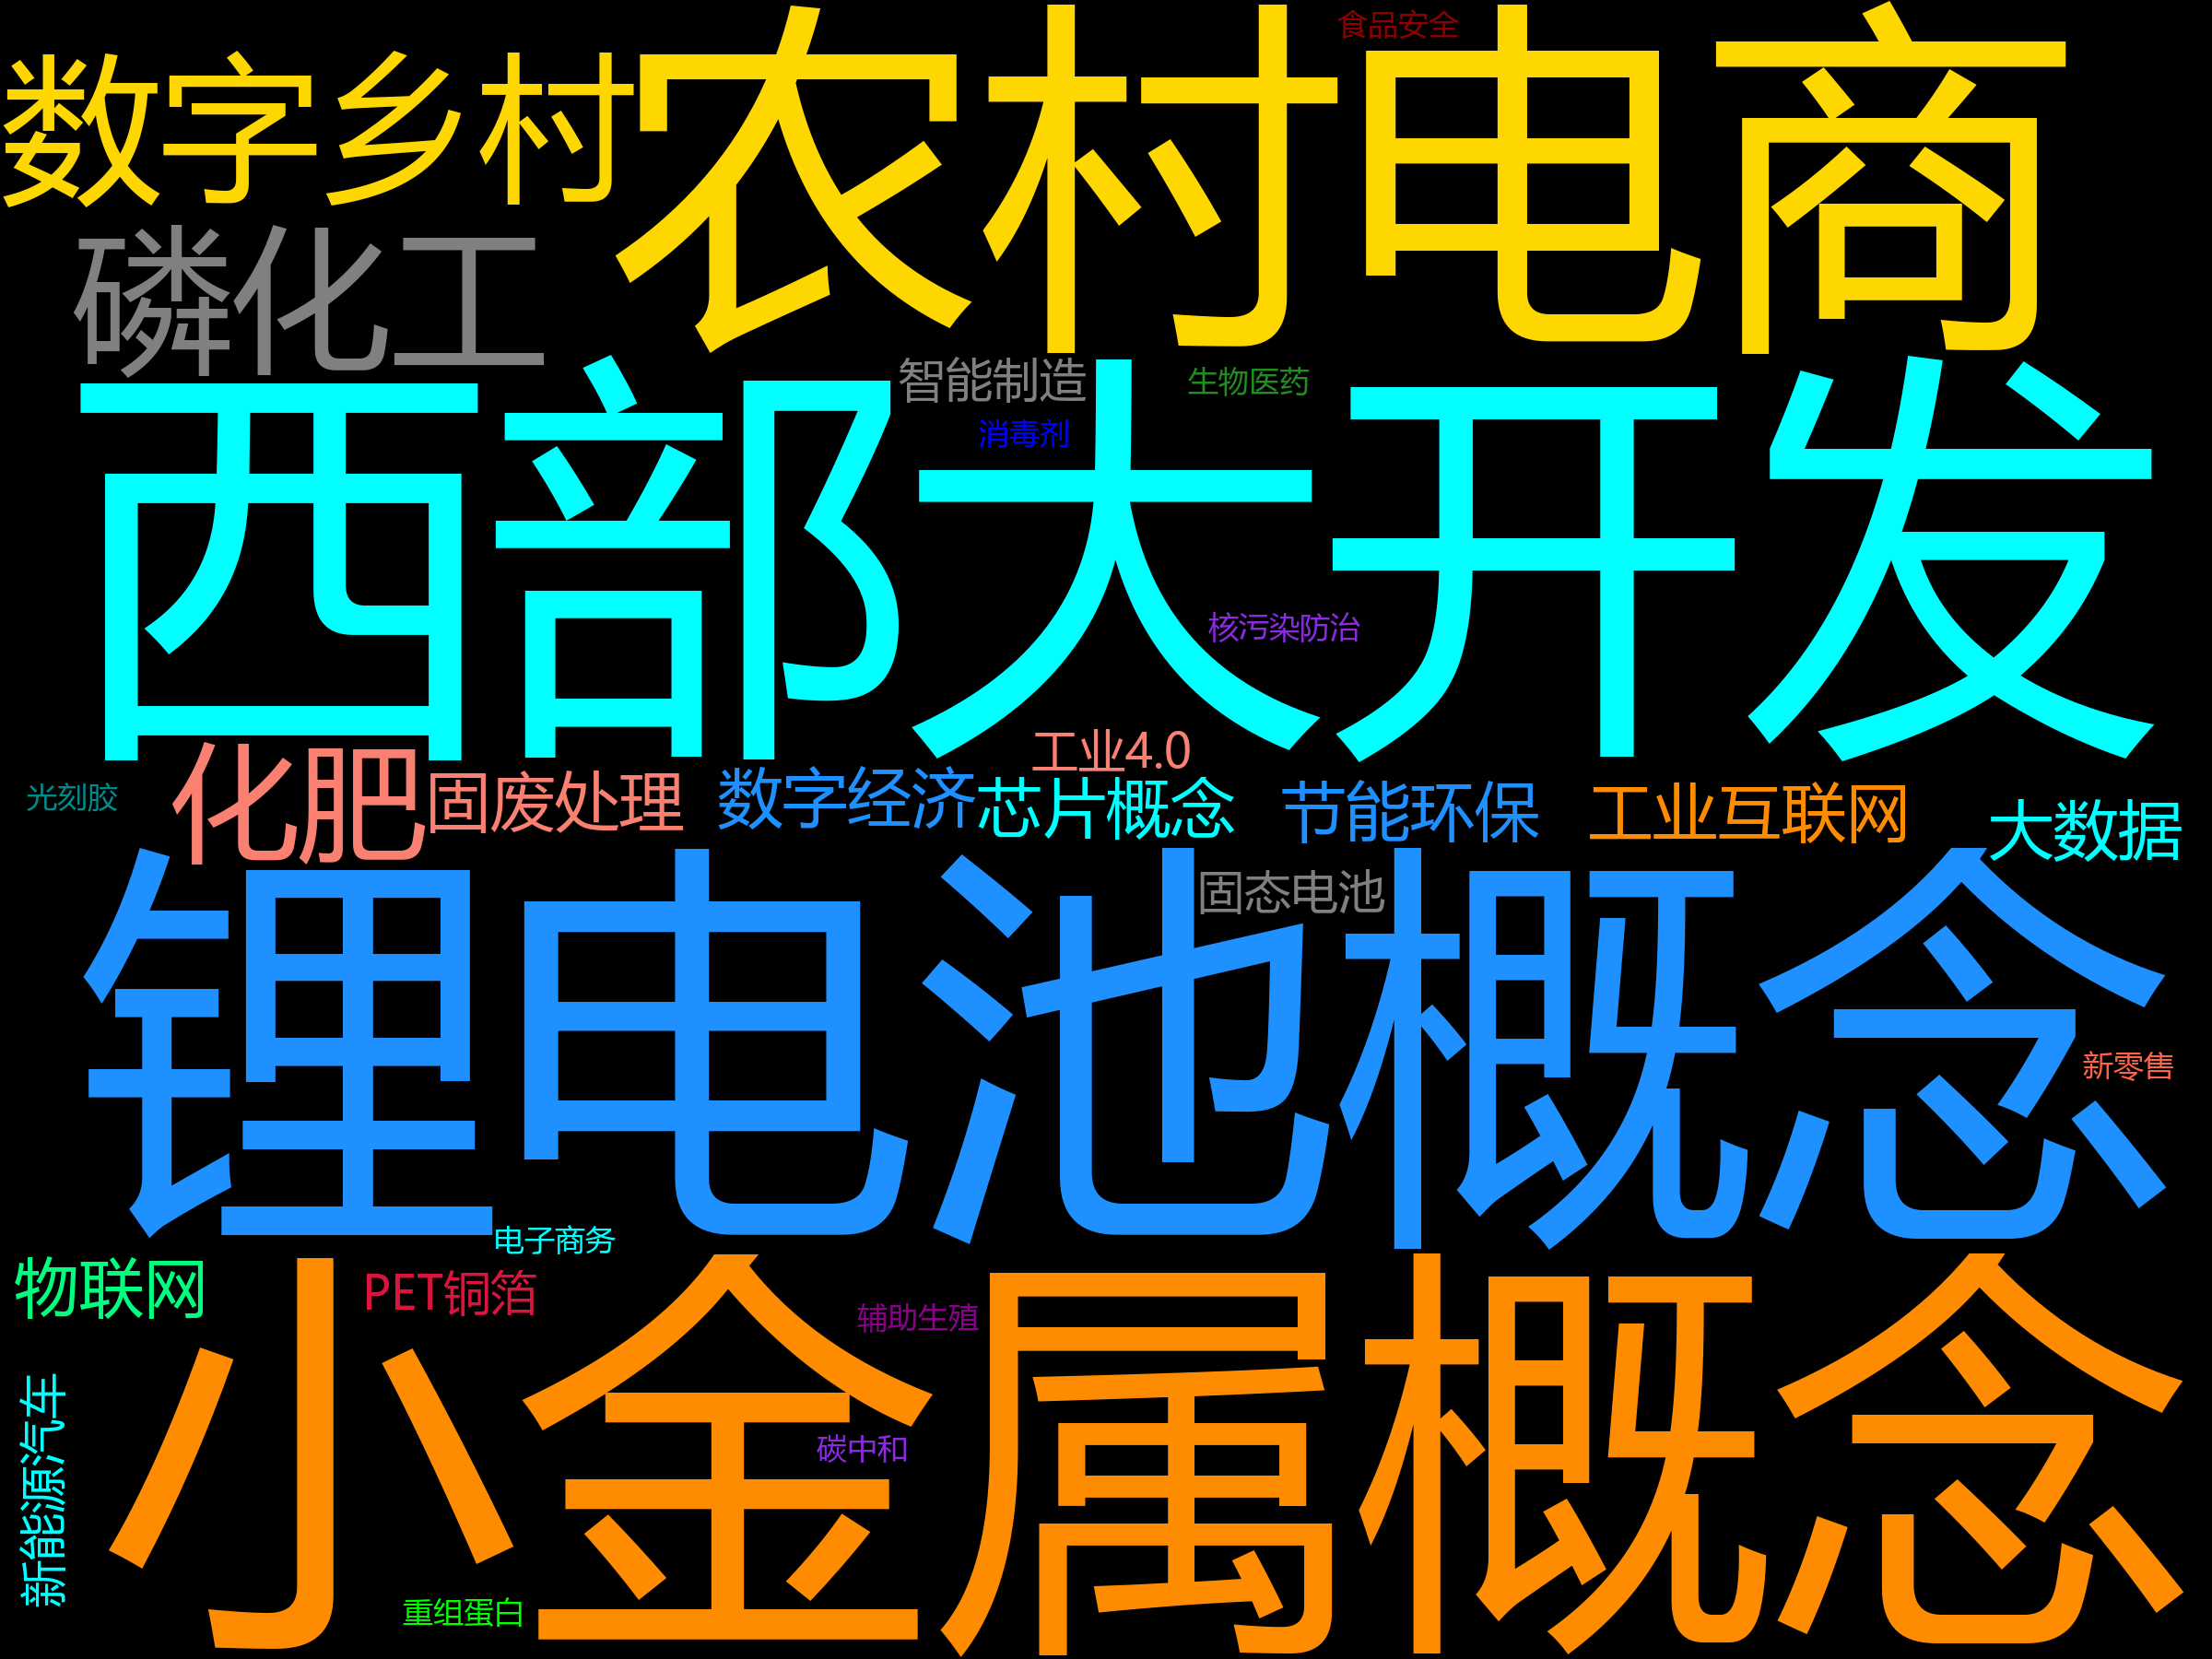 食品安全
数字乡村
农村电商
磷化工
智能制造
生物医药
消毒剂
西部大开发
核污染防治
工业4.0
光刻胶
化肥
固废处理
数字经济
芯片概念
节能环保
工业互联网
大数据
固态电池
锂电池概念
新零售
电子商务
物联网
PET铜箔
辅助生殖
小金属概念
碳中和
新能源汽车
重组蛋白